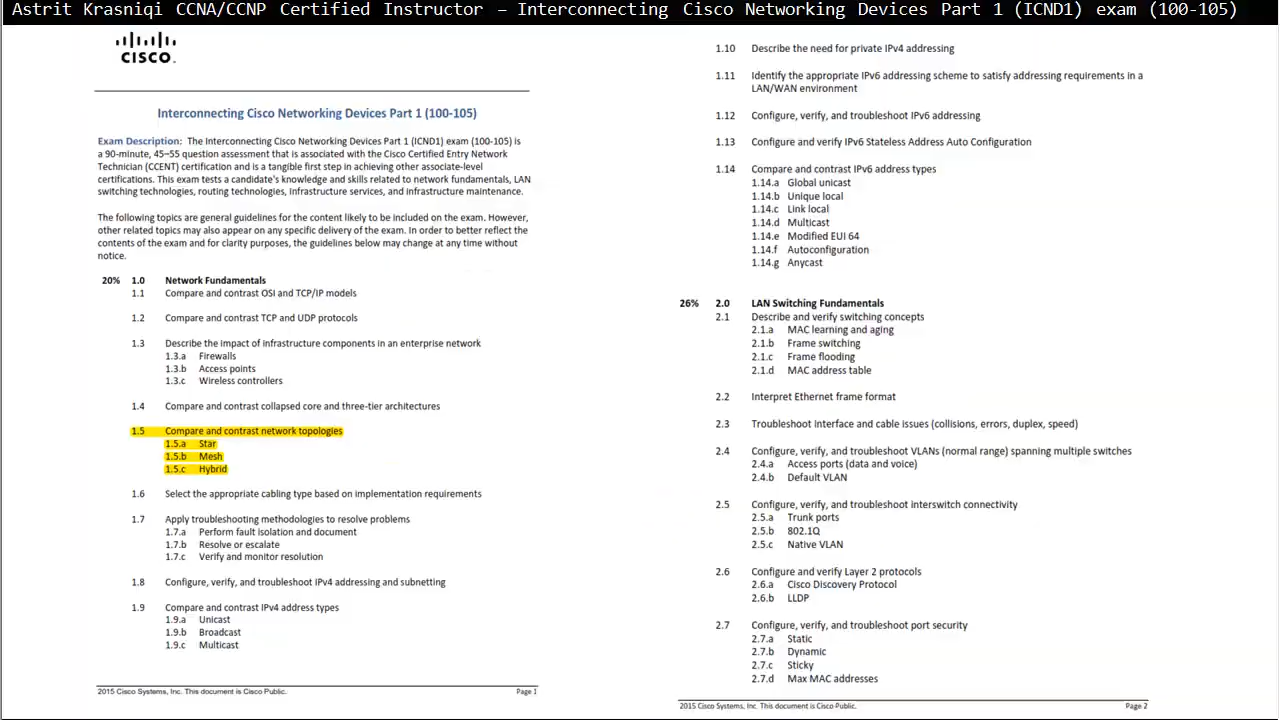 Astrit Krasniqi CCNA/CCNP Certified Instructor – Interconnecting Cisco Networking Devices Part 1 (ICND1) exam (100-105)
CISCO.
Interconnecting Cisco Networking Devices Part 1 (100-105)
Exam Description: The Interconnecting Cisco Networking Devices Part 1 (ICND1) exam (100-105) is
a 90-minute, 45–55 question assessment that is associated with the Cisco Certified Entry Network
Technician (CCENT) certification and is a tangible first step in achieving other associate-level
certifications. This exam tests a candidate's knowledge and skills related to network fundamentals, LAN
switching technologies, routing technologies, infrastructure services, and infrastructure maintenance.
The following topics are general guidelines for the content likely to be included on the exam. However,
other related topics may also appear on any specific delivery of the exam. In order to better reflect the
contents of the exam and for clarity purposes, the guidelines below may change at any time without
notice.
20% 1.0 Network Fundamentals
1.1 Compare and contrast OSI and TCP/IP models
1.2 Compare and contrast TCP and UDP protocols
1.3 Describe the impact of infrastructure components in an enterprise network
1.3.a Firewalls
1.3.b Access points
1.3.c Wireless controllers
1.4 Compare and contrast collapsed core and three-tier architectures
1.5 Compare and contrast network topologies
1.5.a Star
1.5.b Mesh
1.5.c Hybrid
1.6 Select the appropriate cabling type based on implementation requirements
1.7 Apply troubleshooting methodologies to resolve problems
1.7.a Perform fault isolation and document
1.7.b Resolve or escalate
1.7.c Verify and monitor resolution
1.8 Configure, verify, and troubleshoot IPv4 addressing and subnetting
1.9 Compare and contrast IPv4 address types
1.9.a Unicast
1.9.b Broadcast
1.9.c Multicast
2015 Cisco Systems, Inc. This document is Cisco Public. Page 1
1.10 Describe the need for private IPv4 addressing
1.11 Identify the appropriate IPv6 addressing scheme to satisfy addressing requirements in a
LAN/WAN environment
1.12 Configure, verify, and troubleshoot IPv6 addressing
1.13 Configure and verify IPv6 Stateless Address Auto Configuration
1.14 Compare and contrast IPv6 address types
1.14.a Global unicast
1.14.b Unique local
1.14.c Link local
1.14.d Multicast
1.14.e Modified EUI 64
1.14.f Autoconfiguration
1.14.g Anycast
26% 2.0 LAN Switching Fundamentals
2.1 Describe and verify switching concepts
2.1.a MAC learning and aging
2.1.b Frame switching
2.1.c Frame flooding
2.1.d MAC address table
2.2 Interpret Ethernet frame format
2.3 Troubleshoot interface and cable issues (collisions, errors, duplex, speed)
2.4 Configure, verify, and troubleshoot VLANs (normal range) spanning multiple switches
2.4.a Access ports (data and voice)
2.4.b Default VLAN
2.5 Configure, verify, and troubleshoot interswitch connectivity
2.5.a Trunk ports
2.5.b 802.1Q
2.5.c Native VLAN
2.6 Configure and verify Layer 2 protocols
2.6.a Cisco Discovery Protocol
2.6.b LLDP
2.7 Configure, verify, and troubleshoot port security
2.7.a Static
2.7.b Dynamic
2.7.c Sticky
2.7.d Max MAC addresses
2015 Cisco Systems, Inc. This document is Cisco Public. Page 2